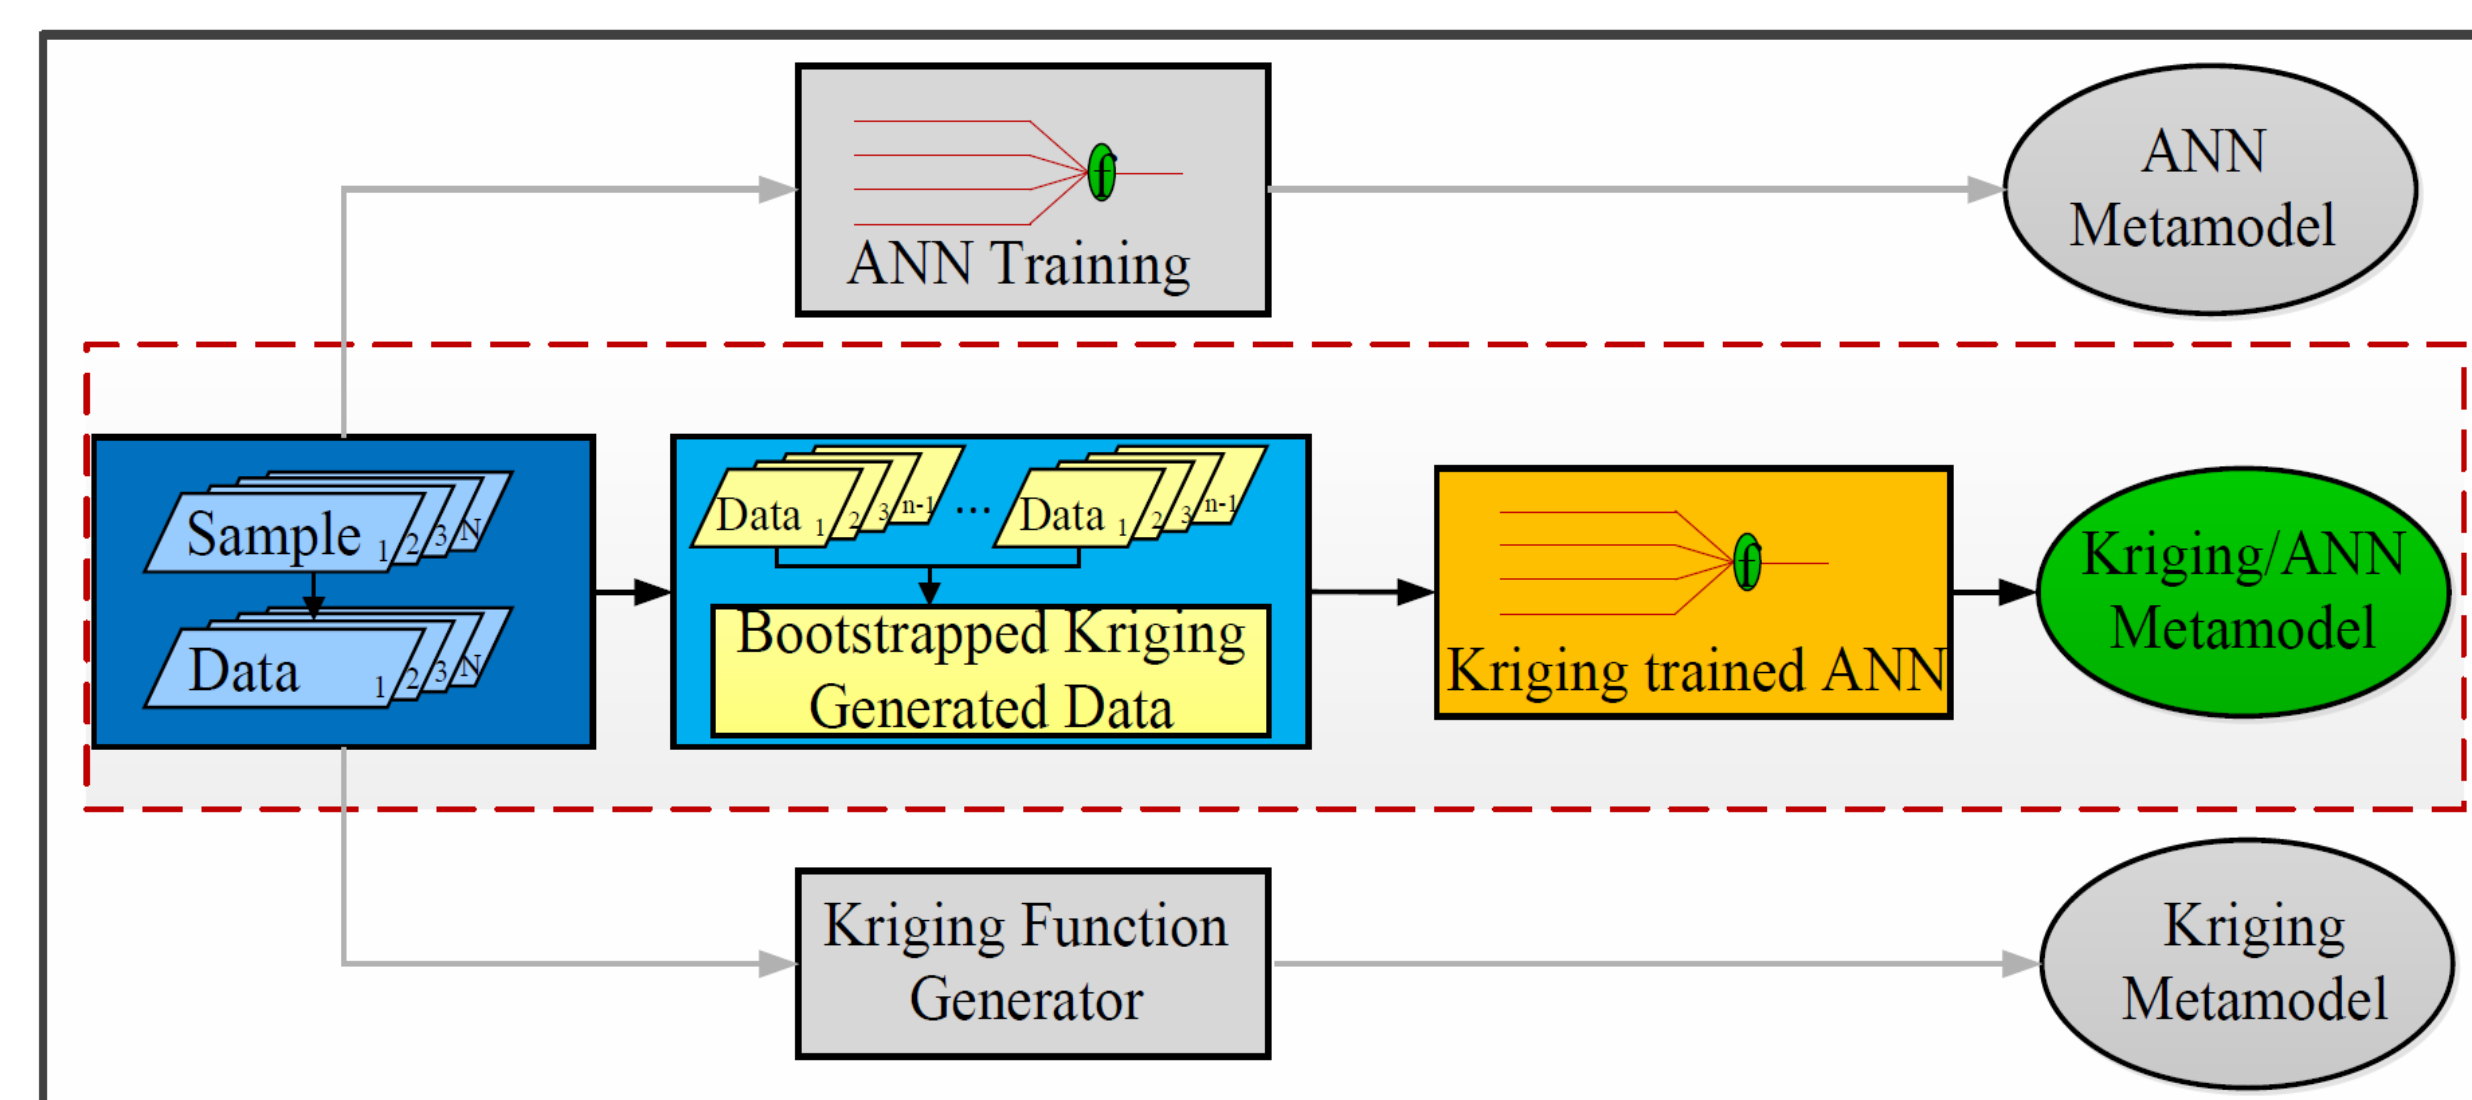 f
ANN Training
ANN
Metamodel
Sample 1 2 3 N
Data 1 2 3 N
Data 1 2 3 n-1 ... Data 1 2 3 n-1
Bootstrapped Kriging
Generated Data
f
Kriging trained ANN
Kriging/ANN
Metamodel
Kriging Function
Generator
Kriging
Metamodel